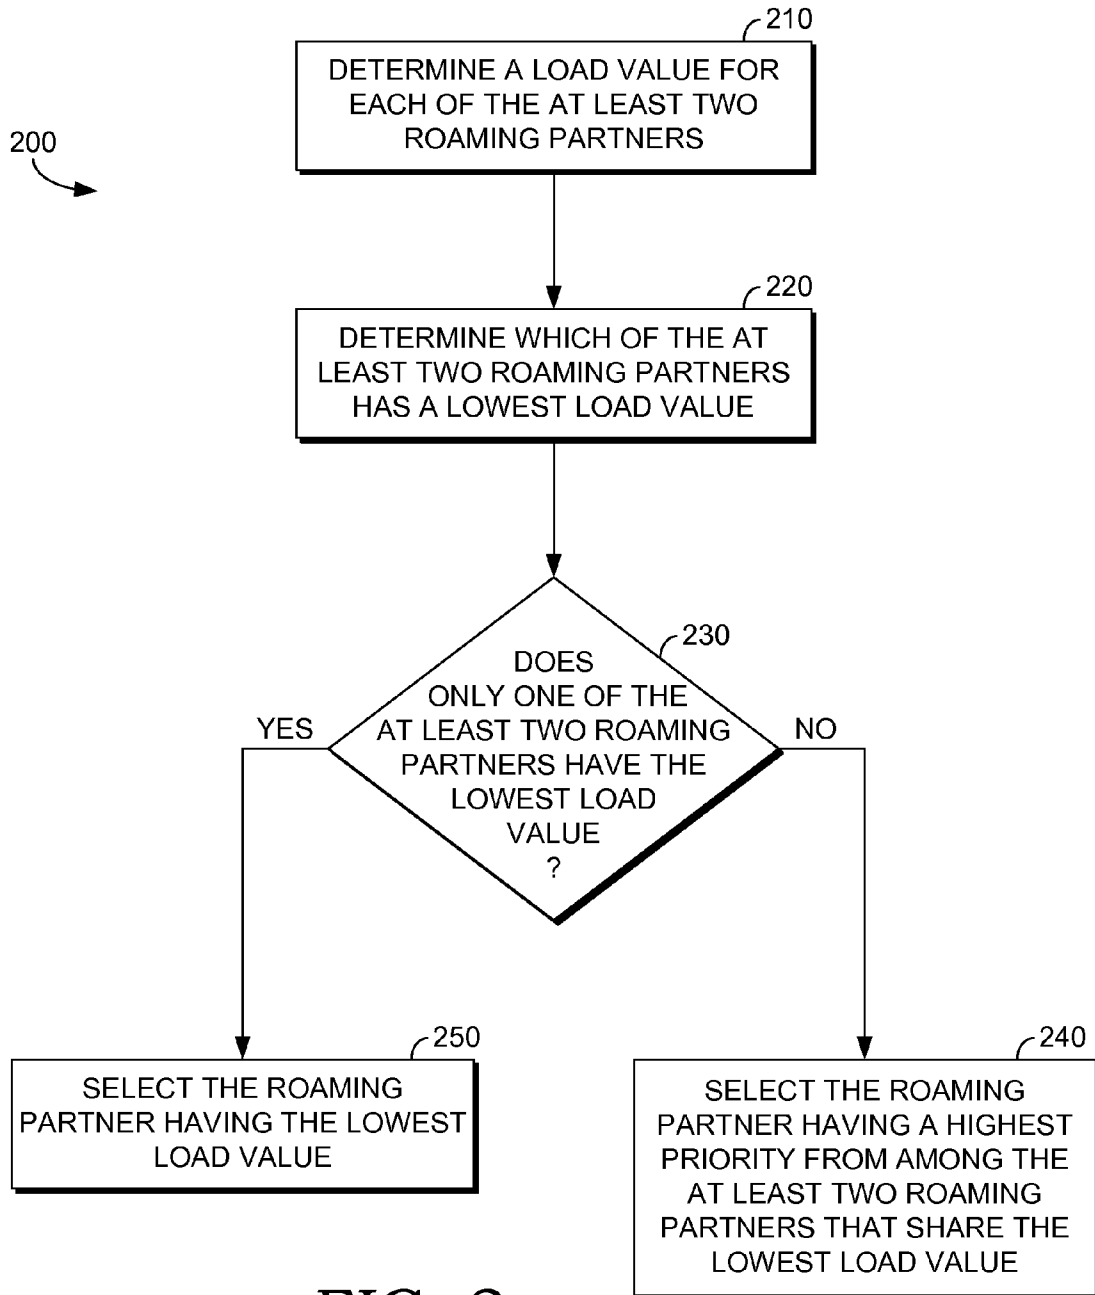 210
DETERMINE A LOAD VALUE FOR
EACH OF THE AT LEAST TWO
ROAMING PARTNERS
200
220
DETERMINE WHICH OF THE AT
LEAST TWO ROAMING PARTNERS
HAS A LOWEST LOAD VALUE
230
DOES
ONLY ONE OF THE
AT LEAST TWO ROAMING
PARTNERS HAVE THE
LOWEST LOAD
VALUE
?
YES
NO
250
SELECT THE ROAMING
PARTNER HAVING THE LOWEST
LOAD VALUE
240
SELECT THE ROAMING
PARTNER HAVING A HIGHEST
PRIORITY FROM AMONG THE
AT LEAST TWO ROAMING
PARTNERS THAT SHARE THE
LOWEST LOAD VALUE
FIG.